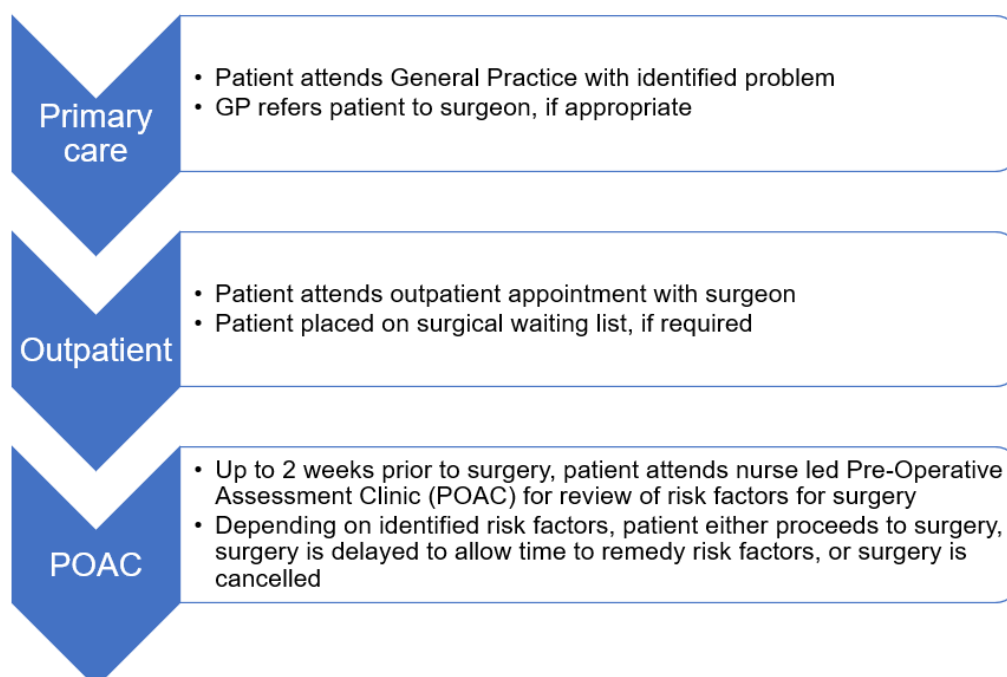 Primary
care
• Patient attends General Practice with identified problem
• GP refers patient to surgeon, if appropriate
Outpatient
• Patient attends outpatient appointment with surgeon
• Patient placed on surgical waiting list, if required
POAC
• Up to 2 weeks prior to surgery, patient attends nurse led Pre-Operative
Assessment Clinic (POAC) for review of risk factors for surgery
• Depending on identified risk factors, patient either proceeds to surgery,
surgery is delayed to allow time to remedy risk factors, or surgery is
cancelled